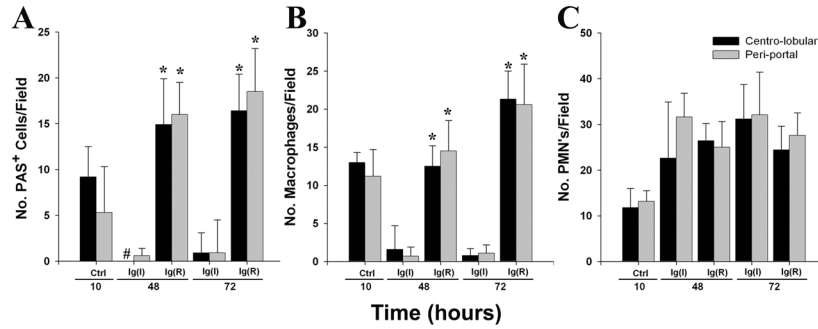 A
No. PAS+ Cells/Field
25
20
15
10
5
0
#
*
*
*
*
Ctrl
Ig(I)
Ig(R)
Ig(I)
Ig(R)
10
48
72
B
No. Macrophages/Field
30
25
20
15
10
5
0
*
*
*
*
Ctrl
Ig(I)
Ig(R)
Ig(I)
Ig(R)
10
48
72
C
No. PMN's/Field
50
40
30
20
10
0
Centro-lobular
Peri-portal
Ctrl
Ig(I)
Ig(R)
Ig(I)
Ig(R)
10
48
72
Time (hours)